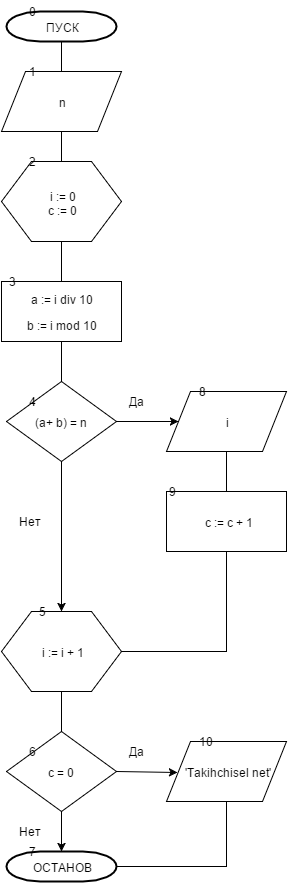 0
ПУСК
1
n
2
i := 0
c := 0
3
a := i div 10
b := i mod 10
4
(a+ b) = n
Да
8
i
9
c := c + 1
Нет
5
i := i + 1
6
c = 0
Да
10
'Takihchisel net'
Нет
7
ОСТАНОВ